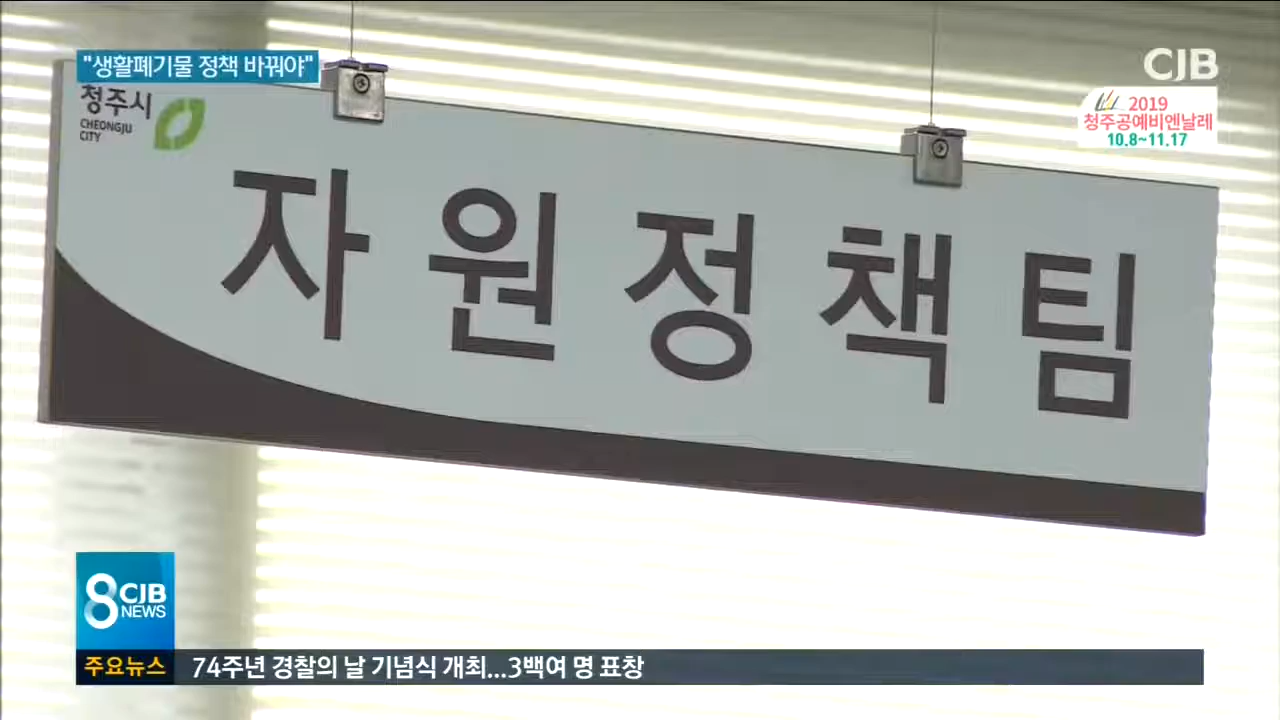 "생활폐기물 정책 바꿔야"
CJB
2019
청주공예비엔날레
10.8~11.17
청주시
CHEONGJU
CITY
자원정책팀
8 CJB
NEWS
주요뉴스 74주년 경찰의 날 기념식 개최...3백여 명 표창